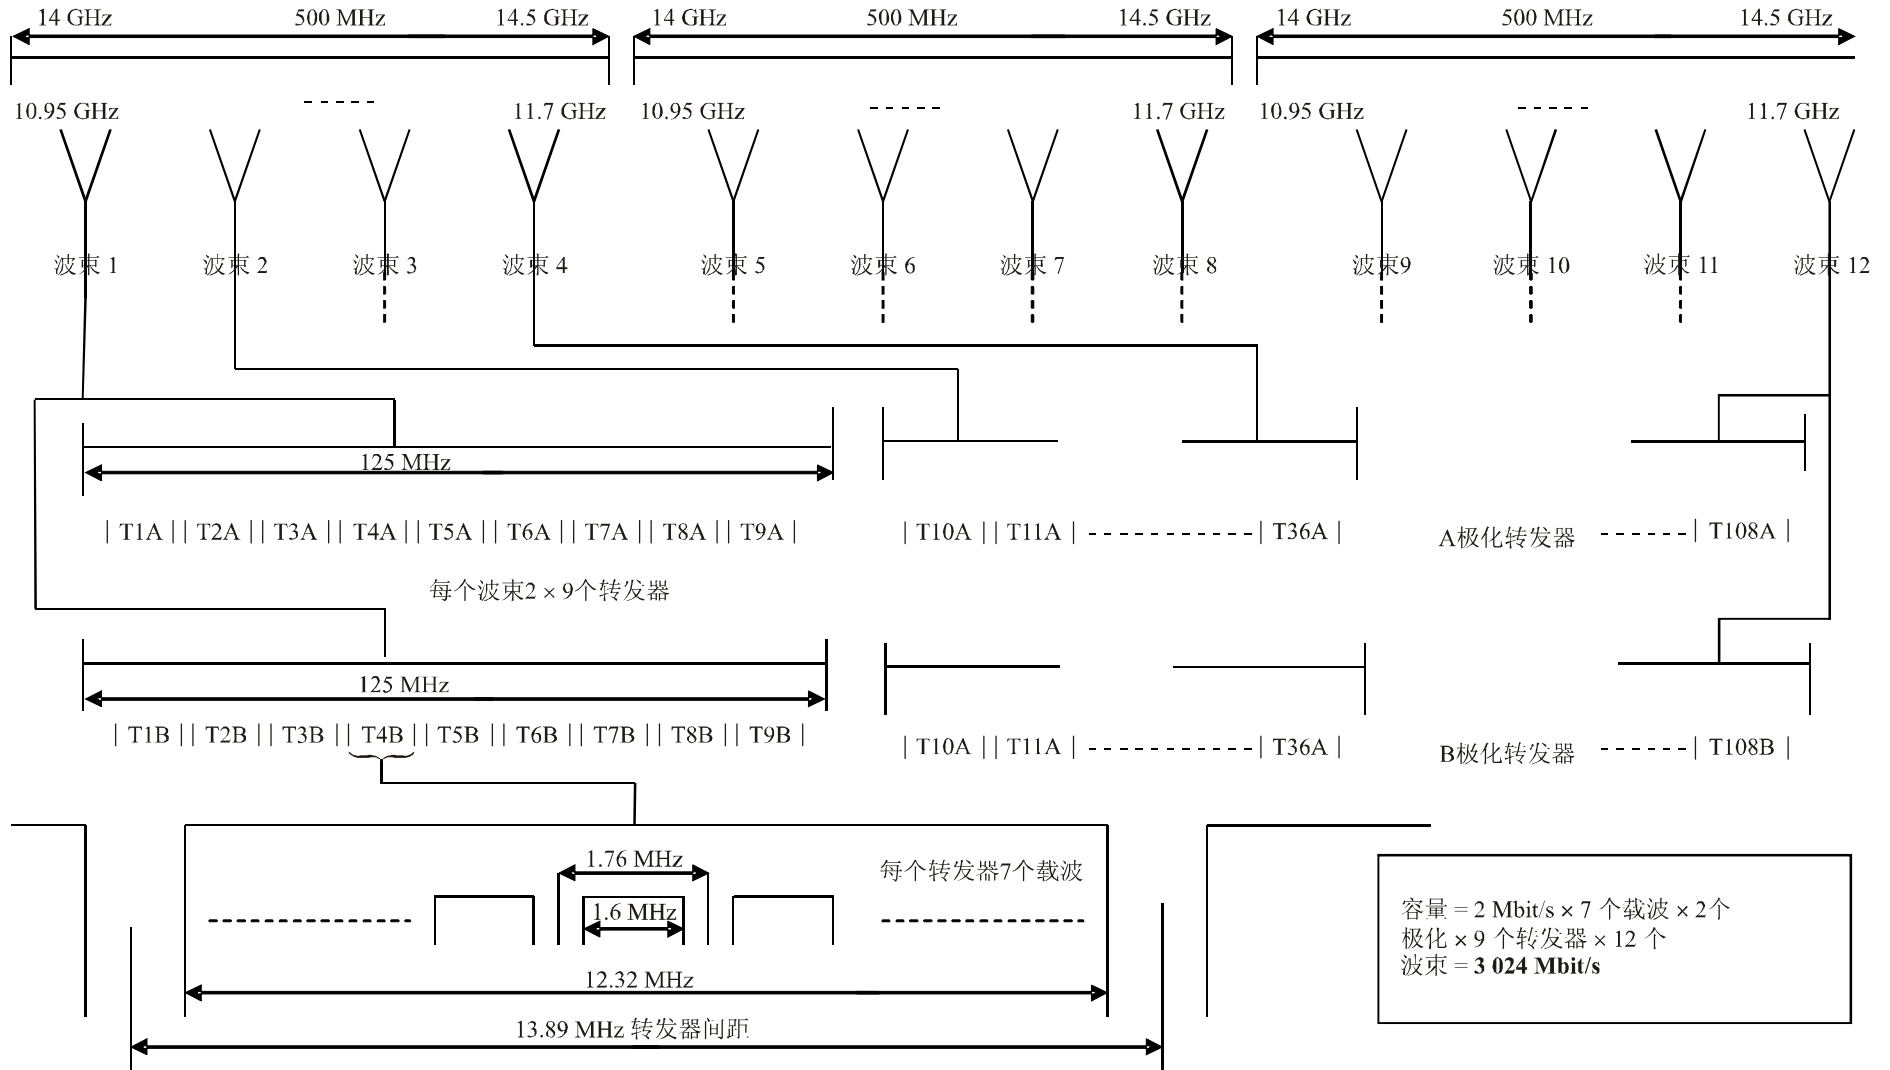 14 GHz 500 MHz 14.5 GHz 14 GHz 500 MHz 14.5 GHz 14 GHz 500 MHz 14.5 GHz
10.95 GHz 11.7 GHz 10.95 GHz 11.7 GHz 10.95 GHz 11.7 GHz
波束 1 波束 2 波束 3 波束 4 波束 5 波束 6 波束 7 波束 8 波束9 波束 10 波束 11 波束 12
125 MHz
| T1A | | T2A | | T3A | | T4A | | T5A | | T6A | | T7A | | T8A | | T9A | | T10A | | T11A | | T36A | A极化转发器 | T108A |
每个波束2 × 9个转发器
125 MHz
| T1B | | T2B | | T3B | | T4B | | T5B | | T6B | | T7B | | T8B | | T9B | | T10A | | T11A | | T36A | B极化转发器 | T108B |
1.76 MHz 每个转发器7个载波
1.6 MHz
12.32 MHz
13.89 MHz 转发器间距
容量 = 2 Mbit/s × 7 个载波 × 2个
极化 × 9 个转发器 × 12 个
波束 = 3 024 Mbit/s